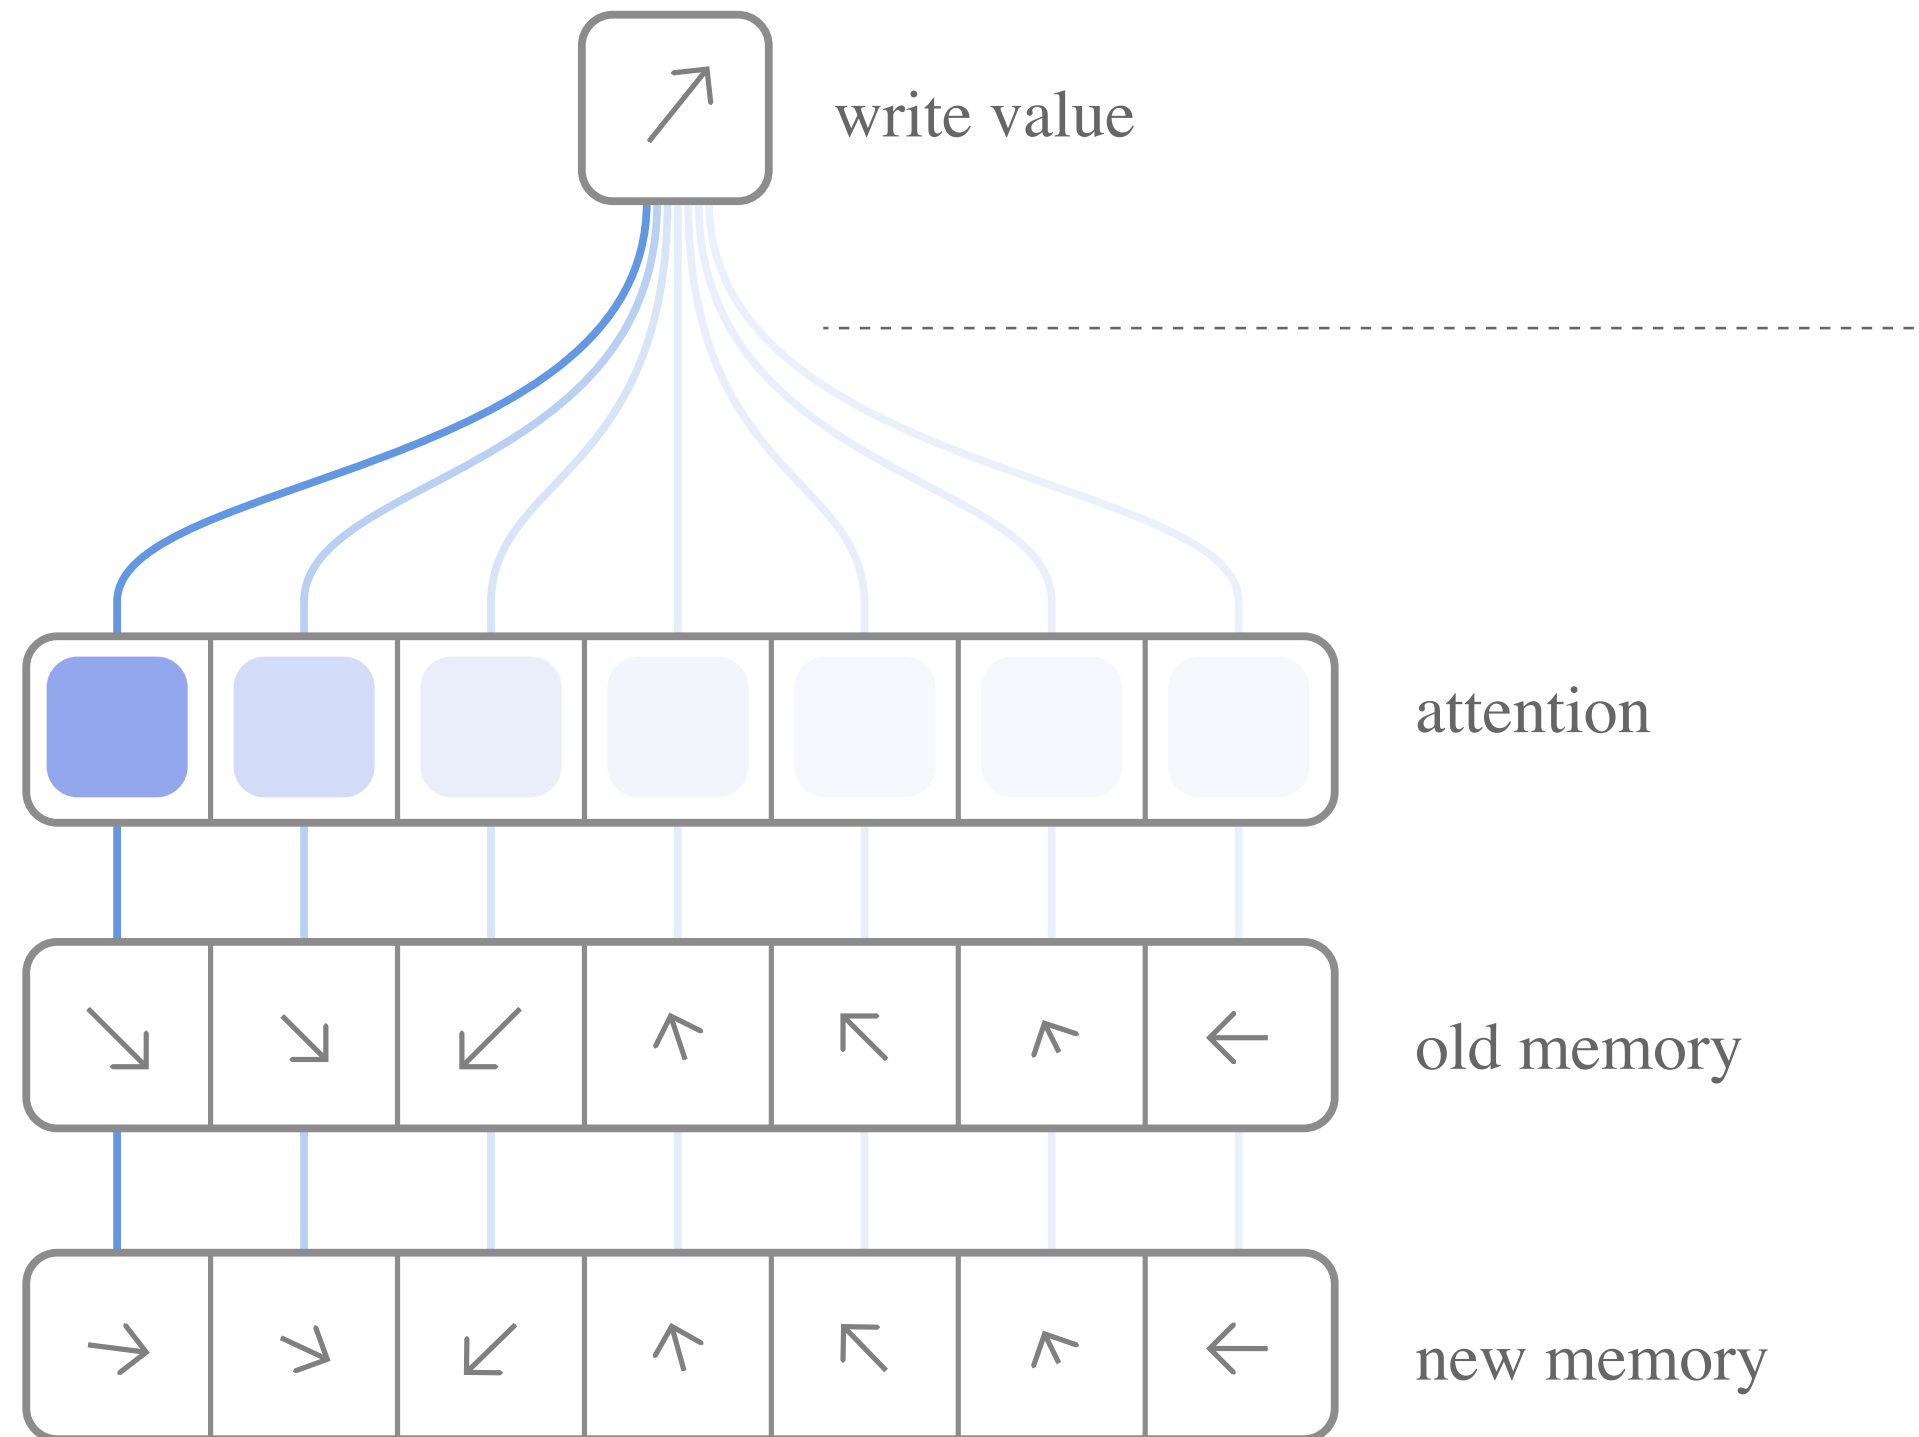 write value
attention
old memory
new memory